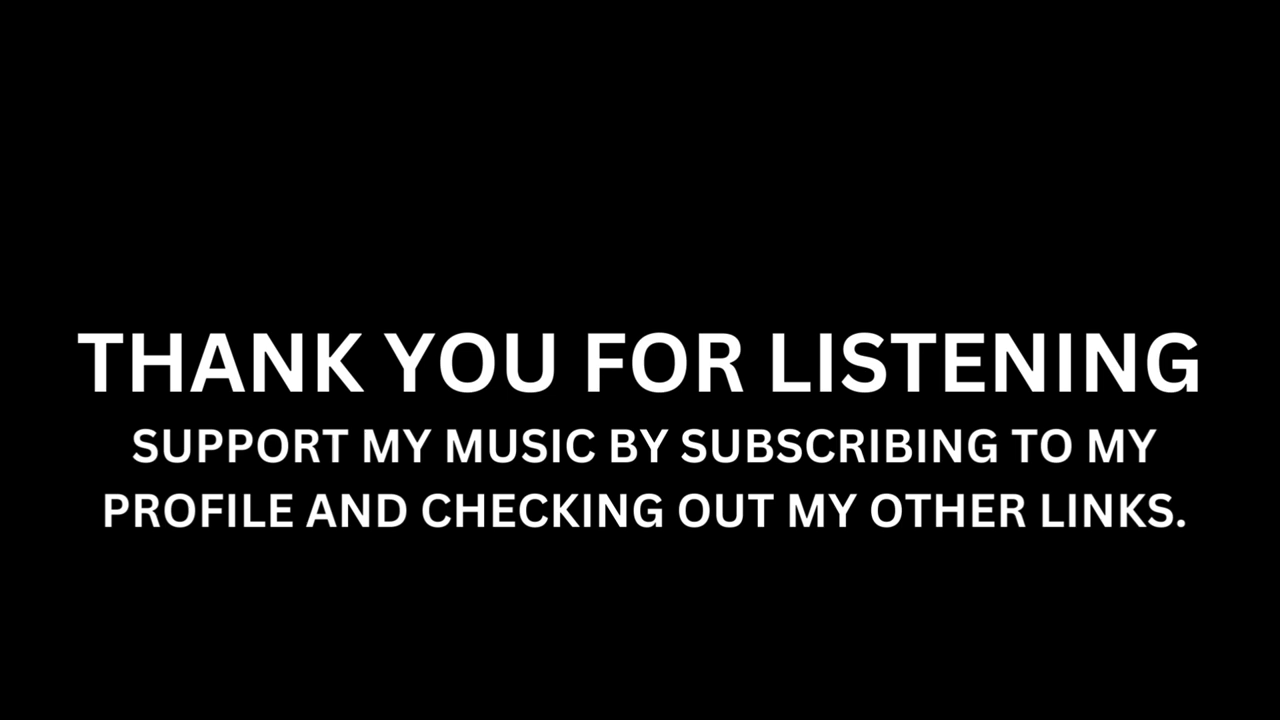 THANK YOU FOR LISTENING
SUPPORT MY MUSIC BY SUBSCRIBING TO MY
PROFILE AND CHECKING OUT MY OTHER LINKS.